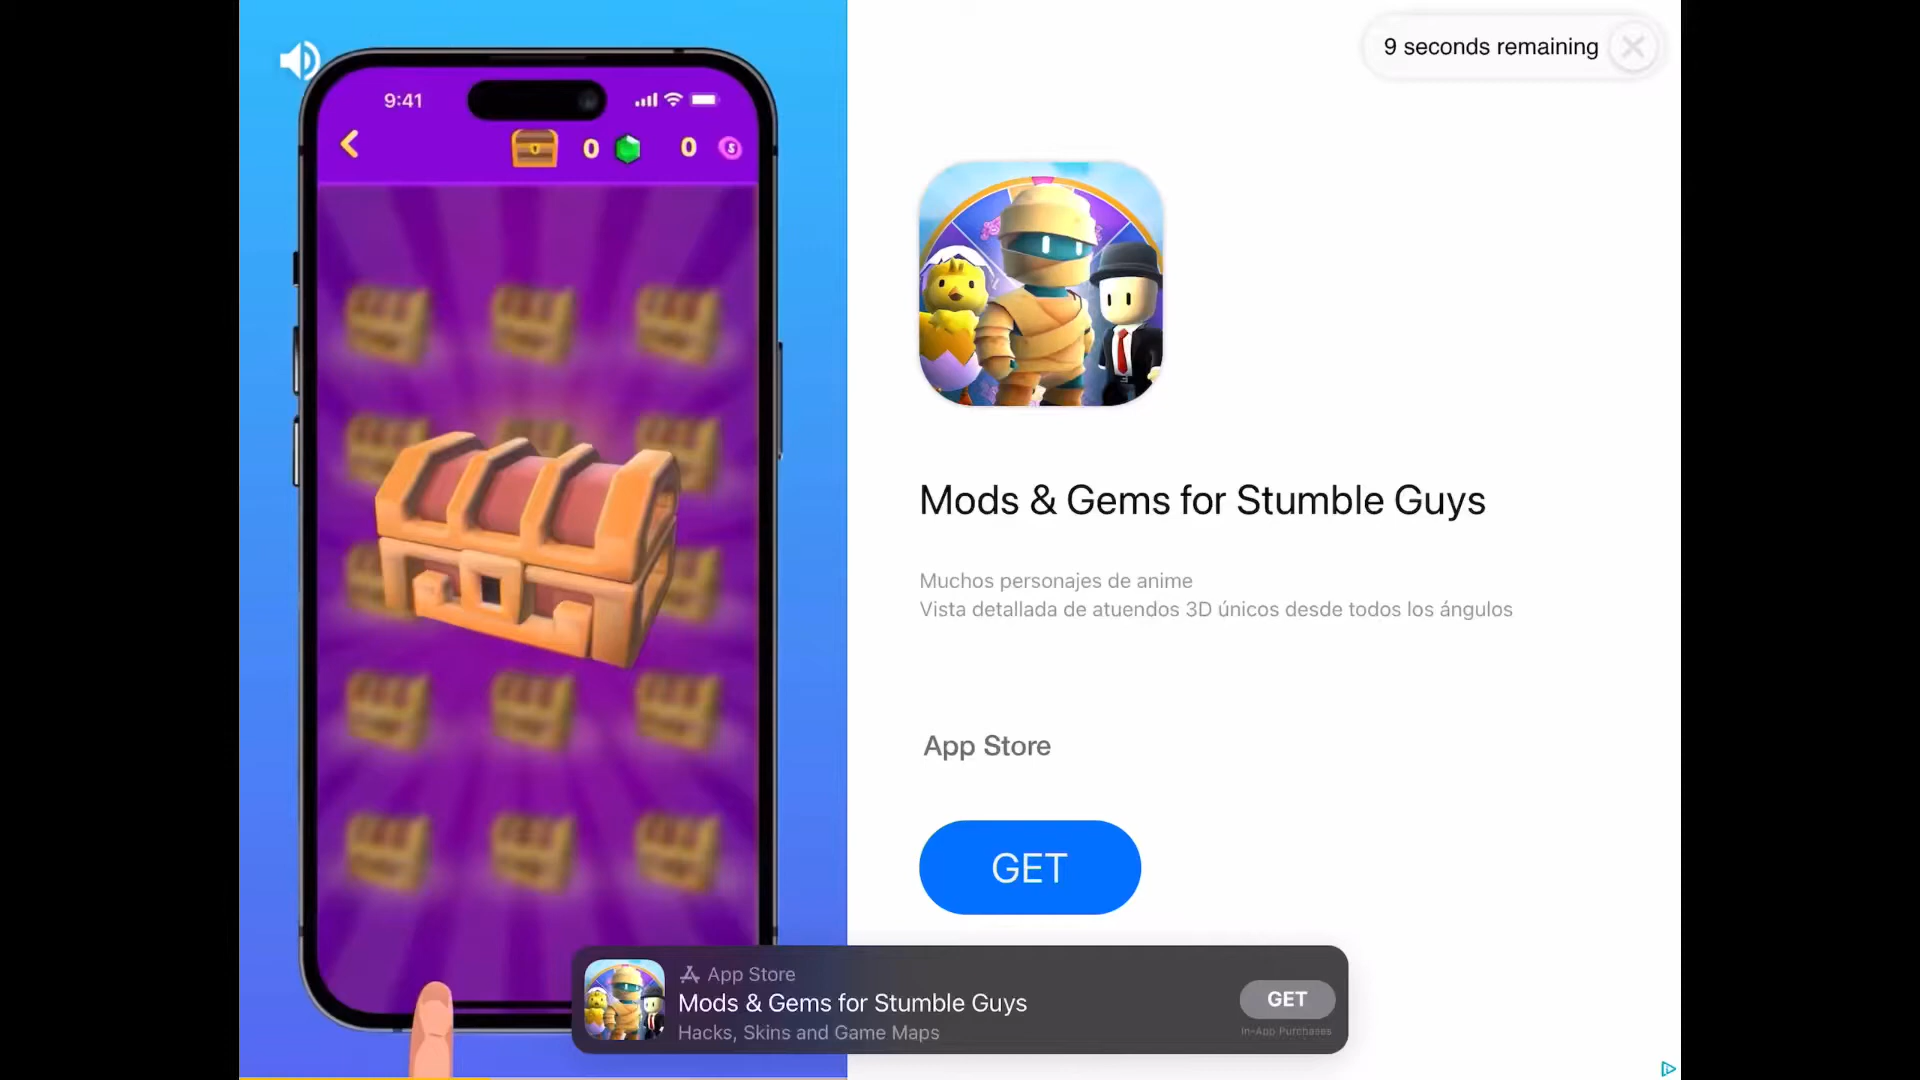 9 seconds remaining
9:41
0
0
S
Mods & Gems for Stumble Guys
Muchos personajes de anime
Vista detallada de atuendos 3D únicos desde todos los ángulos
App Store
GET
App Store
Mods & Gems for Stumble Guys
Hacks, Skins and Game Maps
GET
In-App Purchases